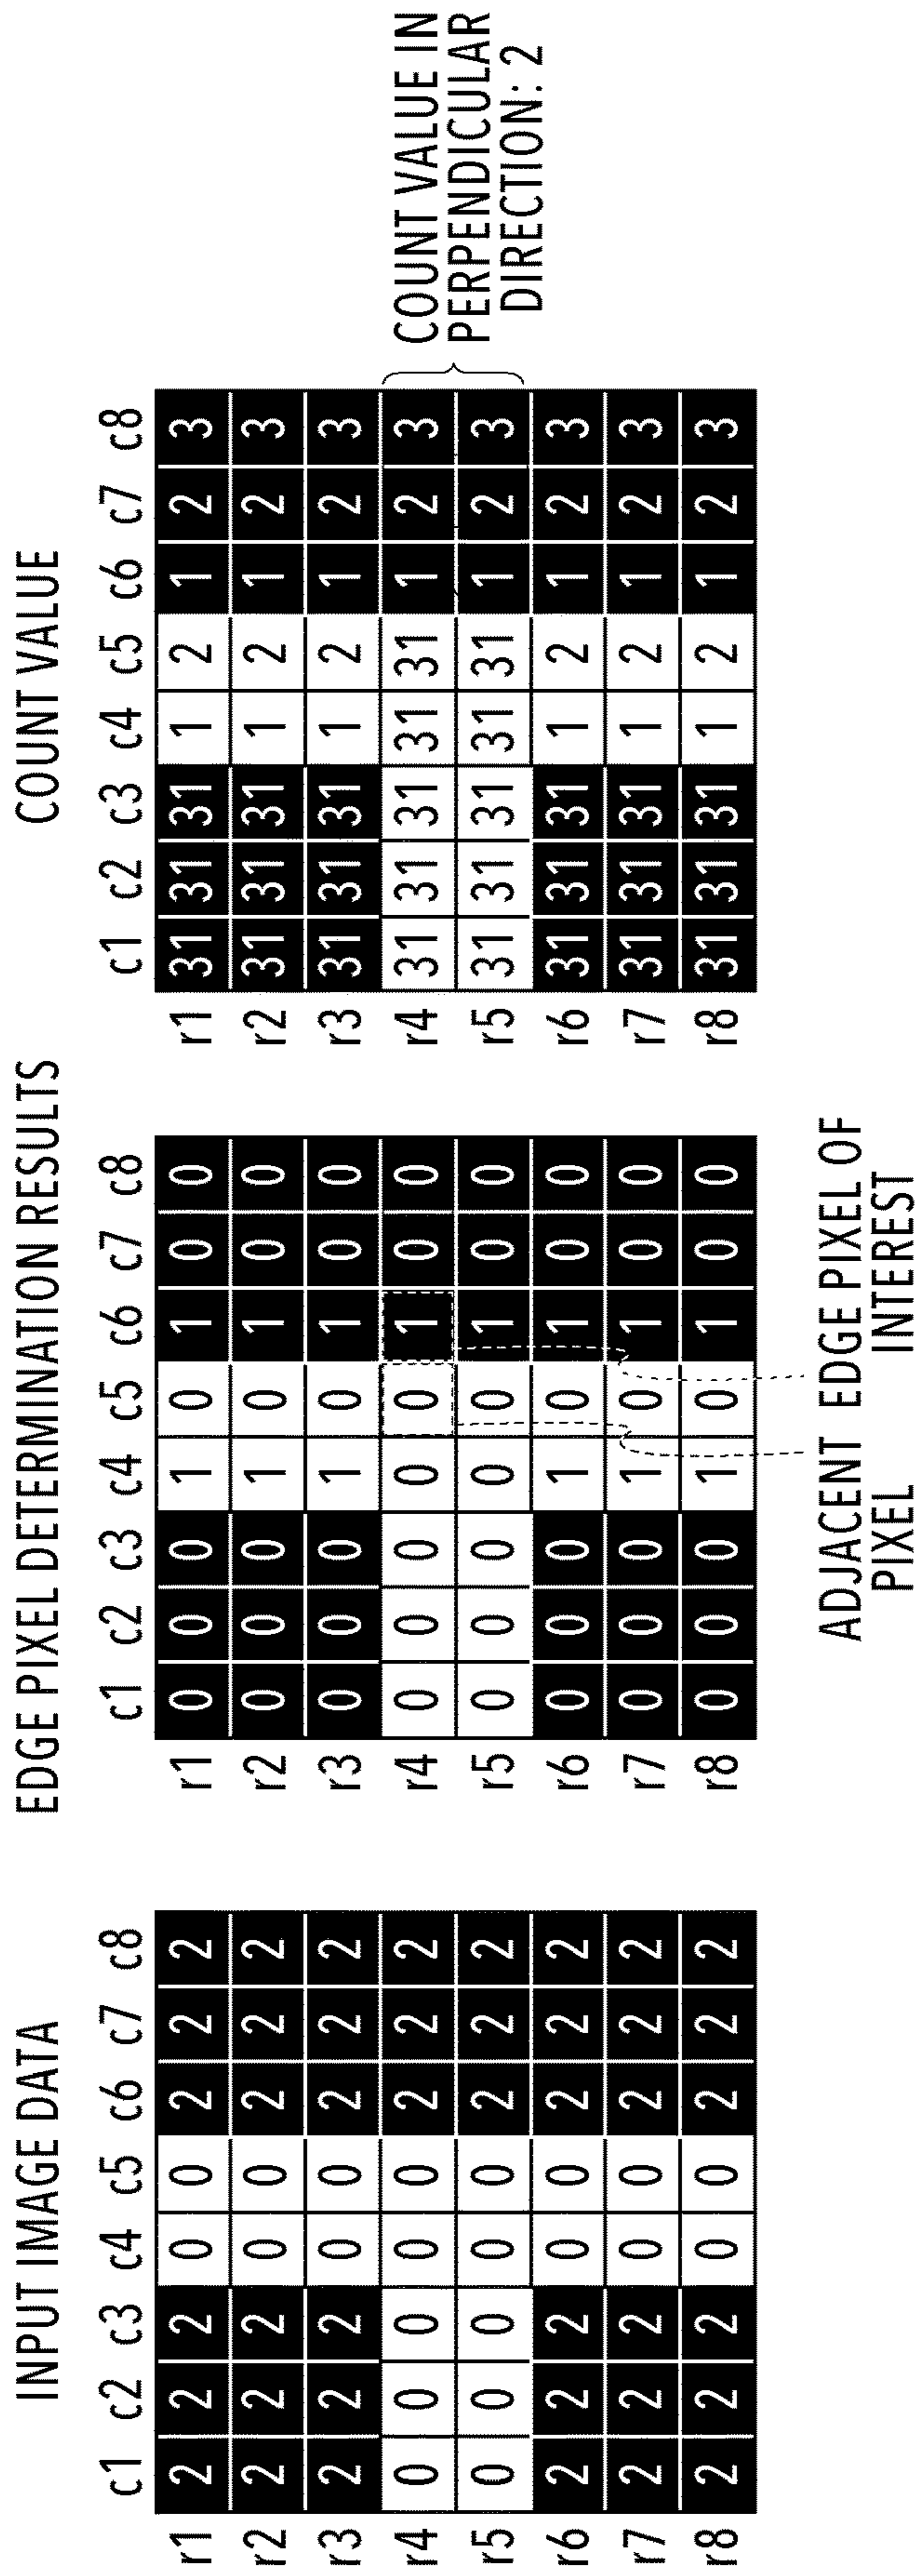 INPUT IMAGE DATA
c1 c2 c3 c4 c5 c6 c7 c8
r1 2 2 2 0 0 2 2 2
r2 2 2 2 0 0 2 2 2
r3 2 2 2 0 0 2 2 2
r4 0 0 0 0 0 2 2 2
r5 0 0 0 0 0 2 2 2
r6 2 2 2 0 0 2 2 2
r7 2 2 2 0 0 2 2 2
r8 2 2 2 0 0 2 2 2
EDGE PIXEL DETERMINATION RESULTS
c1 c2 c3 c4 c5 c6 c7 c8
r1 0 0 0 1 0 1 0 0
r2 0 0 0 1 0 1 0 0
r3 0 0 0 1 0 1 0 0
r4 0 0 0 0 0 1 0 0
r5 0 0 0 0 0 1 0 0
r6 0 0 0 1 0 1 0 0
r7 0 0 0 1 0 1 0 0
r8 0 0 0 1 0 1 0 0
ADJACENT
PIXEL
EDGE PIXEL OF
INTEREST
COUNT VALUE
c1 c2 c3 c4 c5 c6 c7 c8
r1 31 31 31 1 2 1 2 3
r2 31 31 31 1 2 1 2 3
r3 31 31 31 1 2 1 2 3
r4 31 31 31 31 31 1 2 3
r5 31 31 31 31 31 1 2 3
r6 31 31 31 1 2 1 2 3
r7 31 31 31 1 2 1 2 3
r8 31 31 31 1 2 1 2 3
COUNT VALUE IN
PERPENDICULAR
DIRECTION: 2